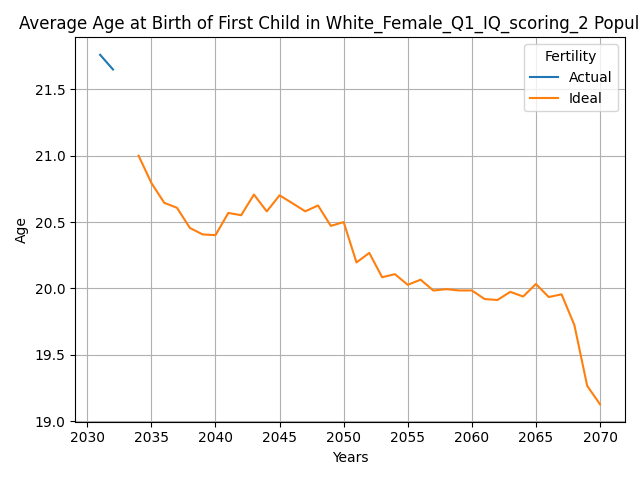 Average Age at Birth of First Child in White_Female_Q1_IQ_scoring_2 Popul
Fertility
Actual
Ideal
21.5
21.0
20.5
20.0
19.5
19.0
Age
2030 2035 2040 2045 2050 2055 2060 2065 2070
Years